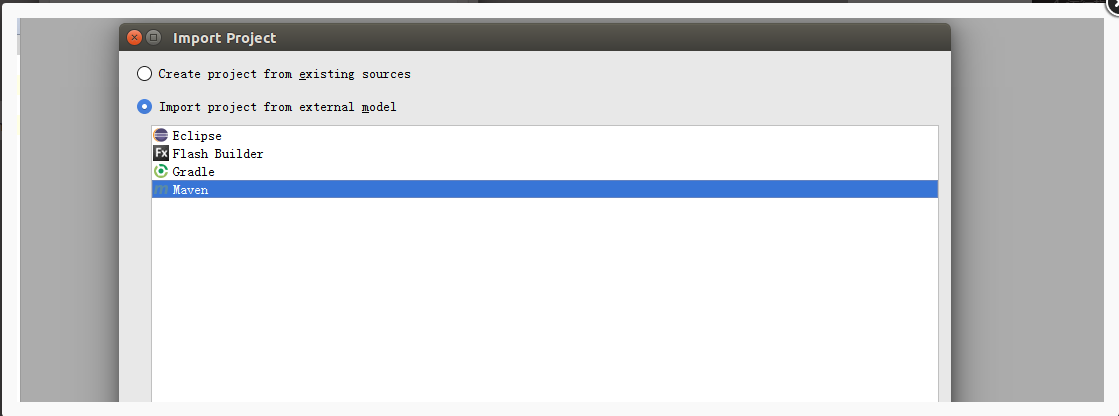 Import Project
Create project from existing sources
Import project from external model
Eclipse
Fx Flash Builder
Gradle
m Maven